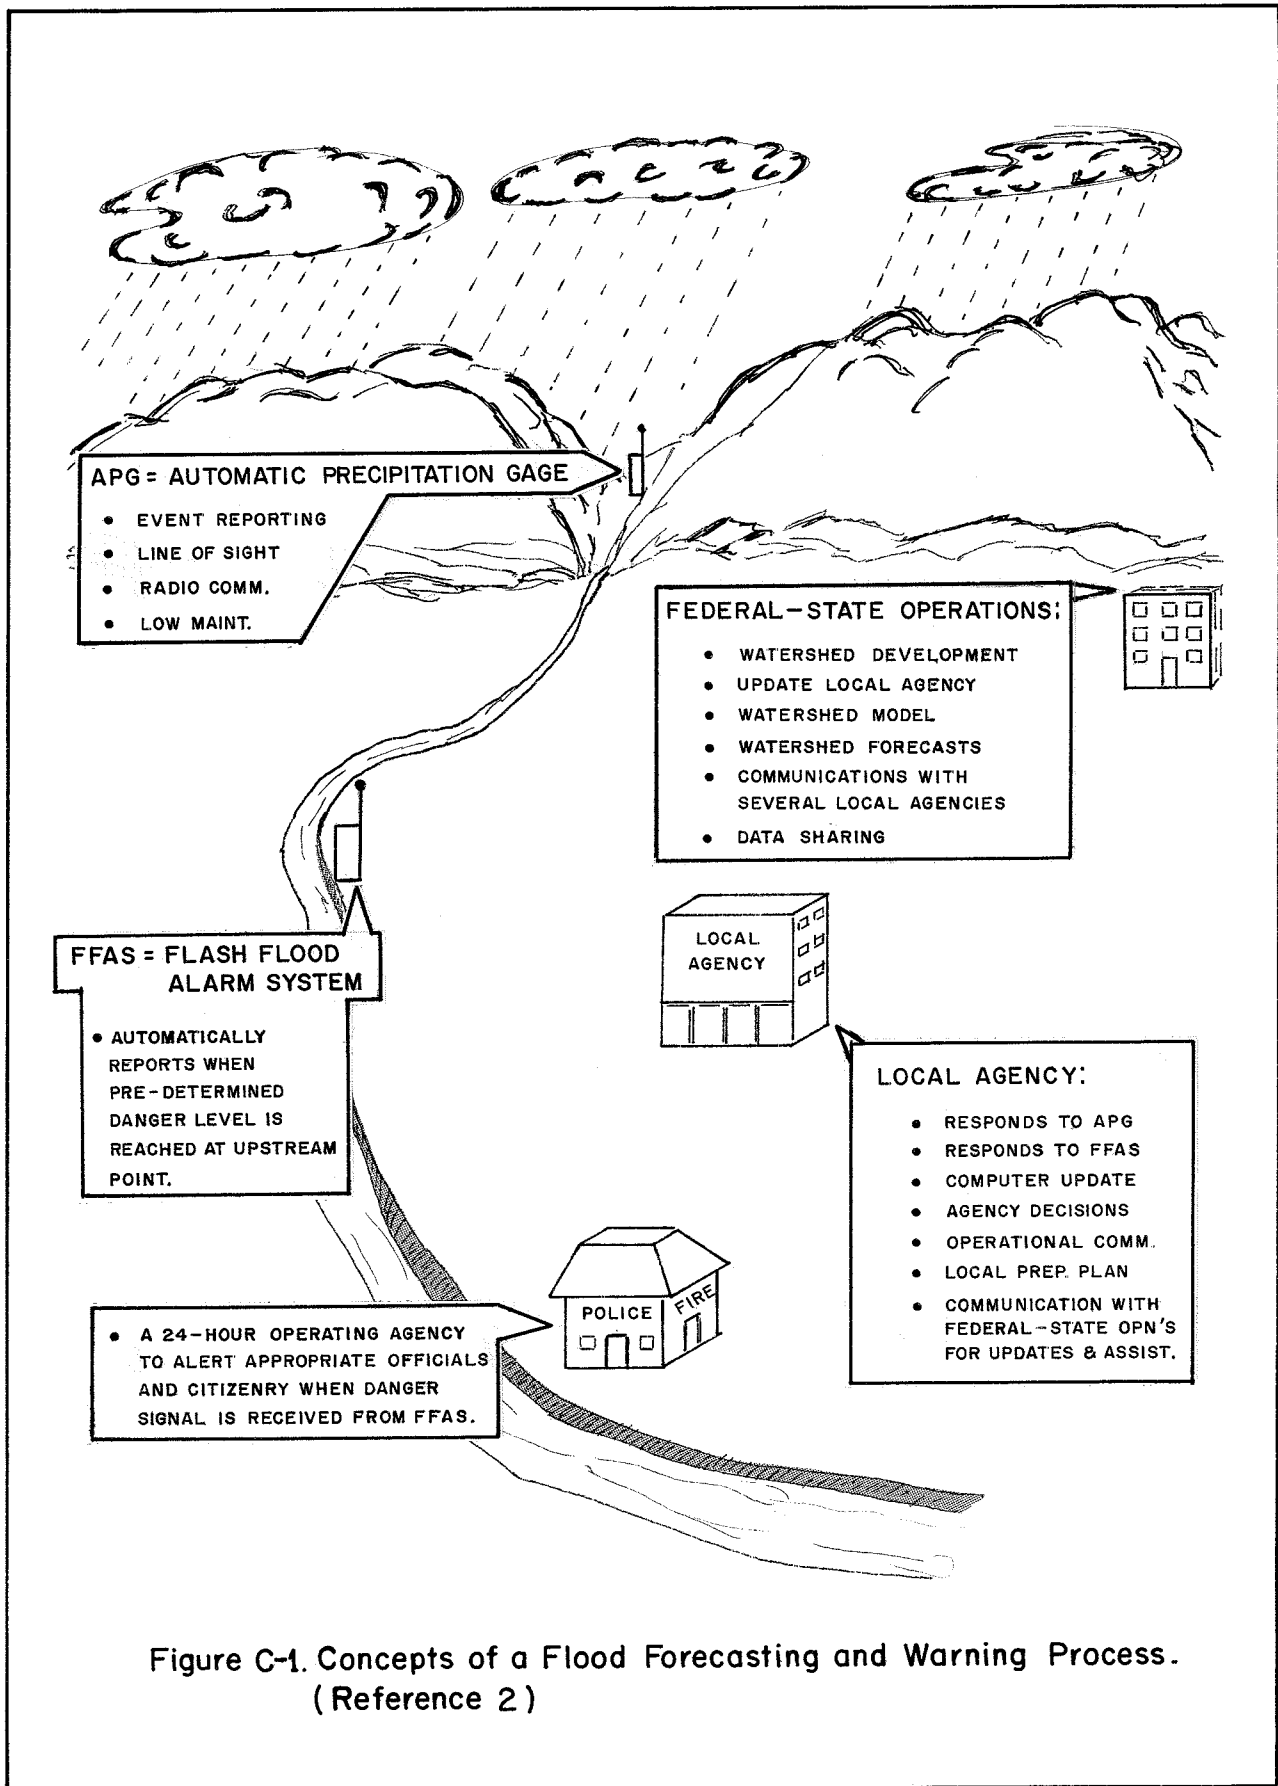 APG = AUTOMATIC PRECIPITATION GAGE
• EVENT REPORTING
• LINE OF SIGHT
• RADIO COMM.
• LOW MAINT.
FEDERAL-STATE OPERATIONS:
• WATERSHED DEVELOPMENT
• UPDATE LOCAL AGENCY
• WATERSHED MODEL
• WATERSHED FORECASTS
• COMMUNICATIONS WITH
SEVERAL LOCAL AGENCIES
• DATA SHARING
FFAS = FLASH FLOOD
ALARM SYSTEM
• AUTOMATICALLY
REPORTS WHEN
PRE-DETERMINED
DANGER LEVEL IS
REACHED AT UPSTREAM
POINT.
LOCAL
AGENCY
LOCAL AGENCY:
• RESPONDS TO APG
• RESPONDS TO FFAS
• COMPUTER UPDATE
• AGENCY DECISIONS
• OPERATIONAL COMM.
• LOCAL PREP. PLAN
• COMMUNICATION WITH
FEDERAL-STATE OPN'S
FOR UPDATES & ASSIST.
POLICE
FIRE
• A 24-HOUR OPERATING AGENCY
TO ALERT APPROPRIATE OFFICIALS
AND CITIZENRY WHEN DANGER
SIGNAL IS RECEIVED FROM FFAS.
Figure C-1. Concepts of a Flood Forecasting and Warning Process.
(Reference 2)